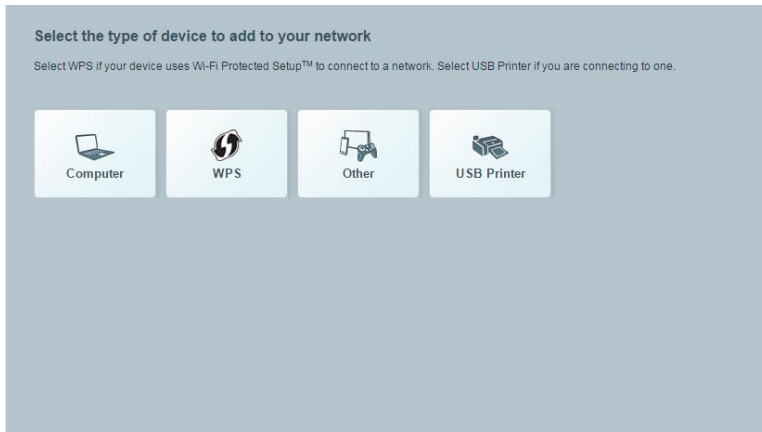 Select the type of device to add to your network
Select WPS if your device uses Wi-Fi Protected Setup™ to connect to a network. Select USB Printer if you are connecting to one.
Computer
WPS
Other
USB Printer